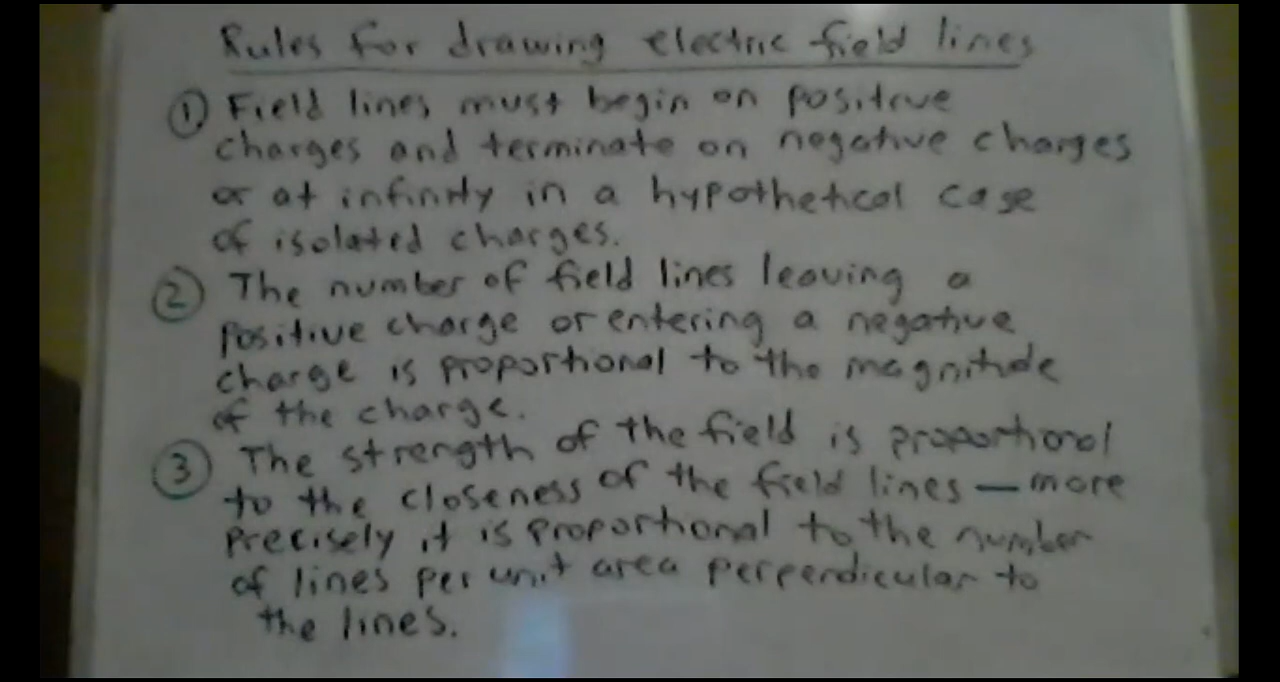 Rules for drawing electric field lines
① Field lines must begin on positive
charges and terminate on negative charges
or at infinity in a hypothetical case
of isolated charges.
② The number of field lines leaving a
positive charge or entering a negative
charge is proportional to the magnitude
of the charge.
③ The strength of the field is proportional
to the closeness of the field lines — more
precisely it is proportional to the number
of lines per unit area perpendicular to
the lines.